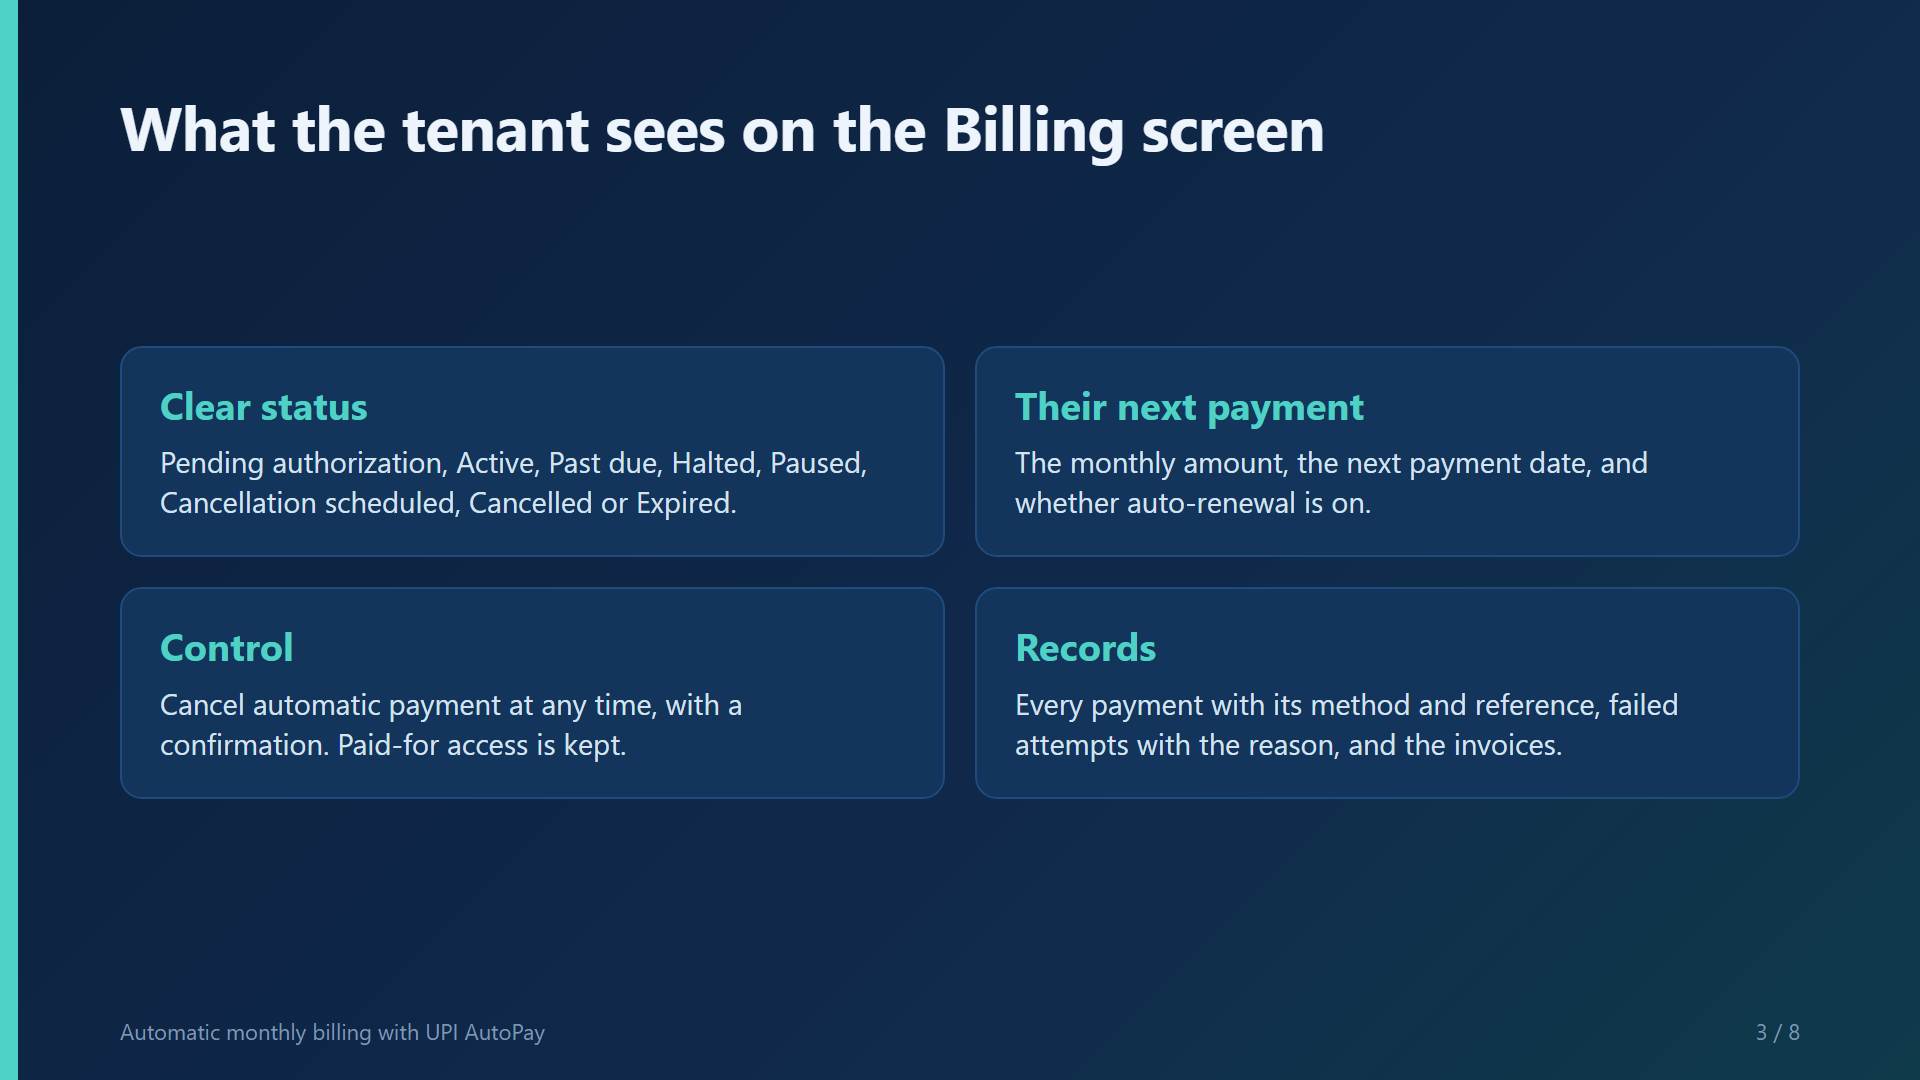 What the tenant sees on the Billing screen
Clear status
Pending authorization, Active, Past due, Halted, Paused,
Cancellation scheduled, Cancelled or Expired.
Their next payment
The monthly amount, the next payment date, and
whether auto-renewal is on.
Control
Cancel automatic payment at any time, with a
confirmation. Paid-for access is kept.
Records
Every payment with its method and reference, failed
attempts with the reason, and the invoices.
Automatic monthly billing with UPI AutoPay
3 / 8